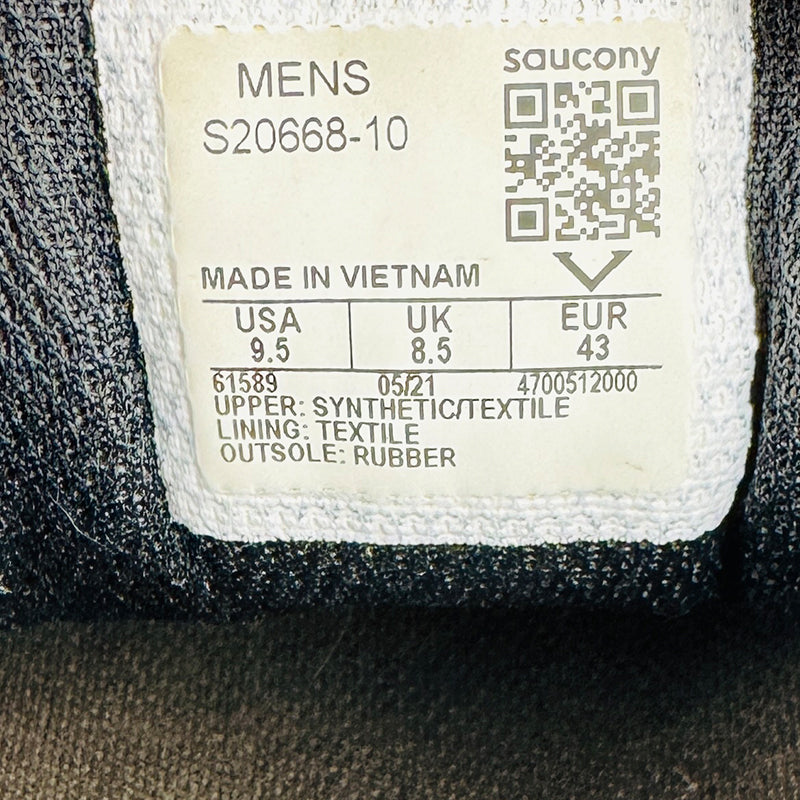 MENS
S20668-10
saucony
MADE IN VIETNAM
USA UK EUR
9.5 8.5 43
61589 05/21 4700512000
UPPER: SYNTHETIC/TEXTILE
LINING: TEXTILE
OUTSOLE: RUBBER